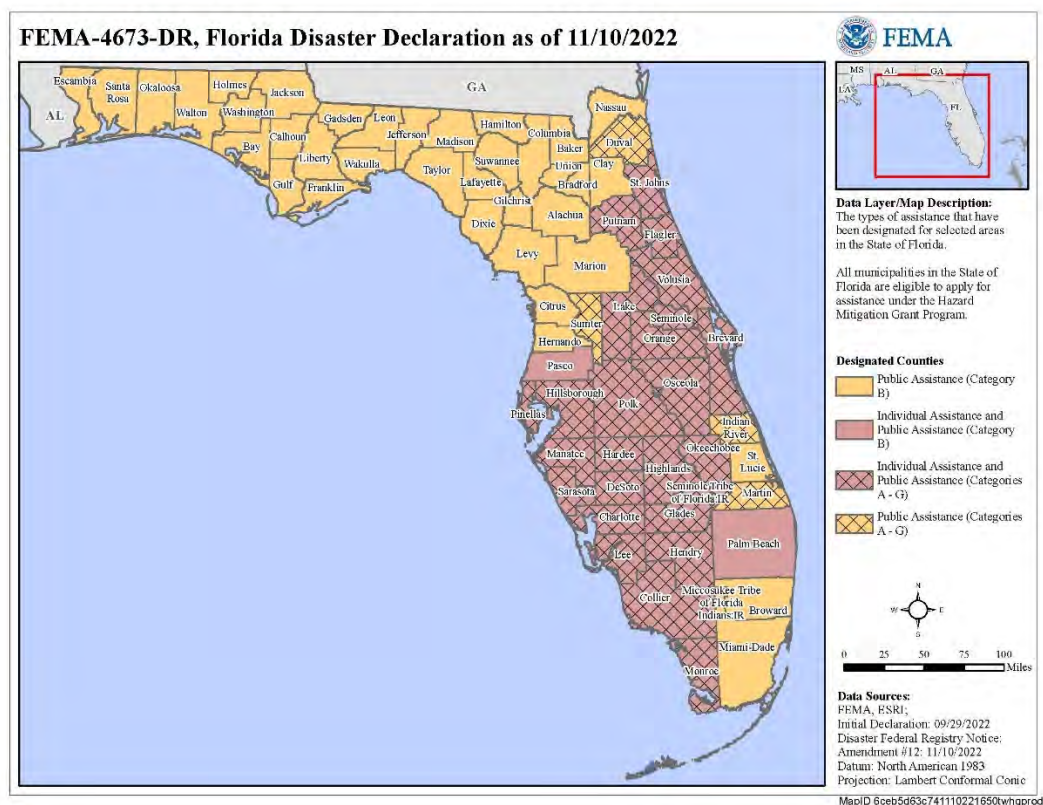 FEMA-4673-DR, Florida Disaster Declaration as of 11/10/2022
FEMA
MS
AL
GA
LA
FL
Escambia
Santa
Rosa
Okaloosa
Holmes
Jackson
GA
AL
Walton
Washington
Gadsden
Leon
Hamilton
Nassau
Bay
Calhoun
Jefferson
Madison
Columbia
Baker
Duval
Liberty
Wakulla
Suwannee
Union
Clay
Gulf
Franklin
Taylor
Lafayette
Bradford
St. Johns
Gilchrist
Dixie
Alachua
Putnam
Flagler
Levy
Marion
Volusia
Citrus
Sumter
Lake
Seminole
Hernando
Orange
Brevard
Pasco
Osceola
Hillsborough
Polk
Pinellas
Indian
River
Okeechobee
Manatee
Hardee
Highlands
St.
Lucie
Sarasota
DeSoto
Seminole Tribe
of Florida IR
Martin
Charlotte
Glades
Lee
Hendry
Palm Beach
Collier
Miccosukee Tribe
of Florida
Indians IR
Broward
Miami-Dade
Monroe
Data Layer/Map Description:
The types of assistance that have
been designated for selected areas
in the State of Florida.
All municipalities in the State of
Florida are eligible to apply for
assistance under the Hazard
Mitigation Grant Program.
Designated Counties
Public Assistance (Category
B)
Individual Assistance and
Public Assistance (Category
B)
Individual Assistance and
Public Assistance (Categories
A - G)
Public Assistance (Categories
A - G)
N
W
E
S
0 25 50 75 100
Miles
Data Sources:
FEMA, ESRI;
Initial Declaration: 09/29/2022
Disaster Federal Registry Notice:
Amendment #12: 11/10/2022
Datum: North American 1983
Projection: Lambert Conformal Conic
MapID 6ceb5d63c741110221650twhqprod